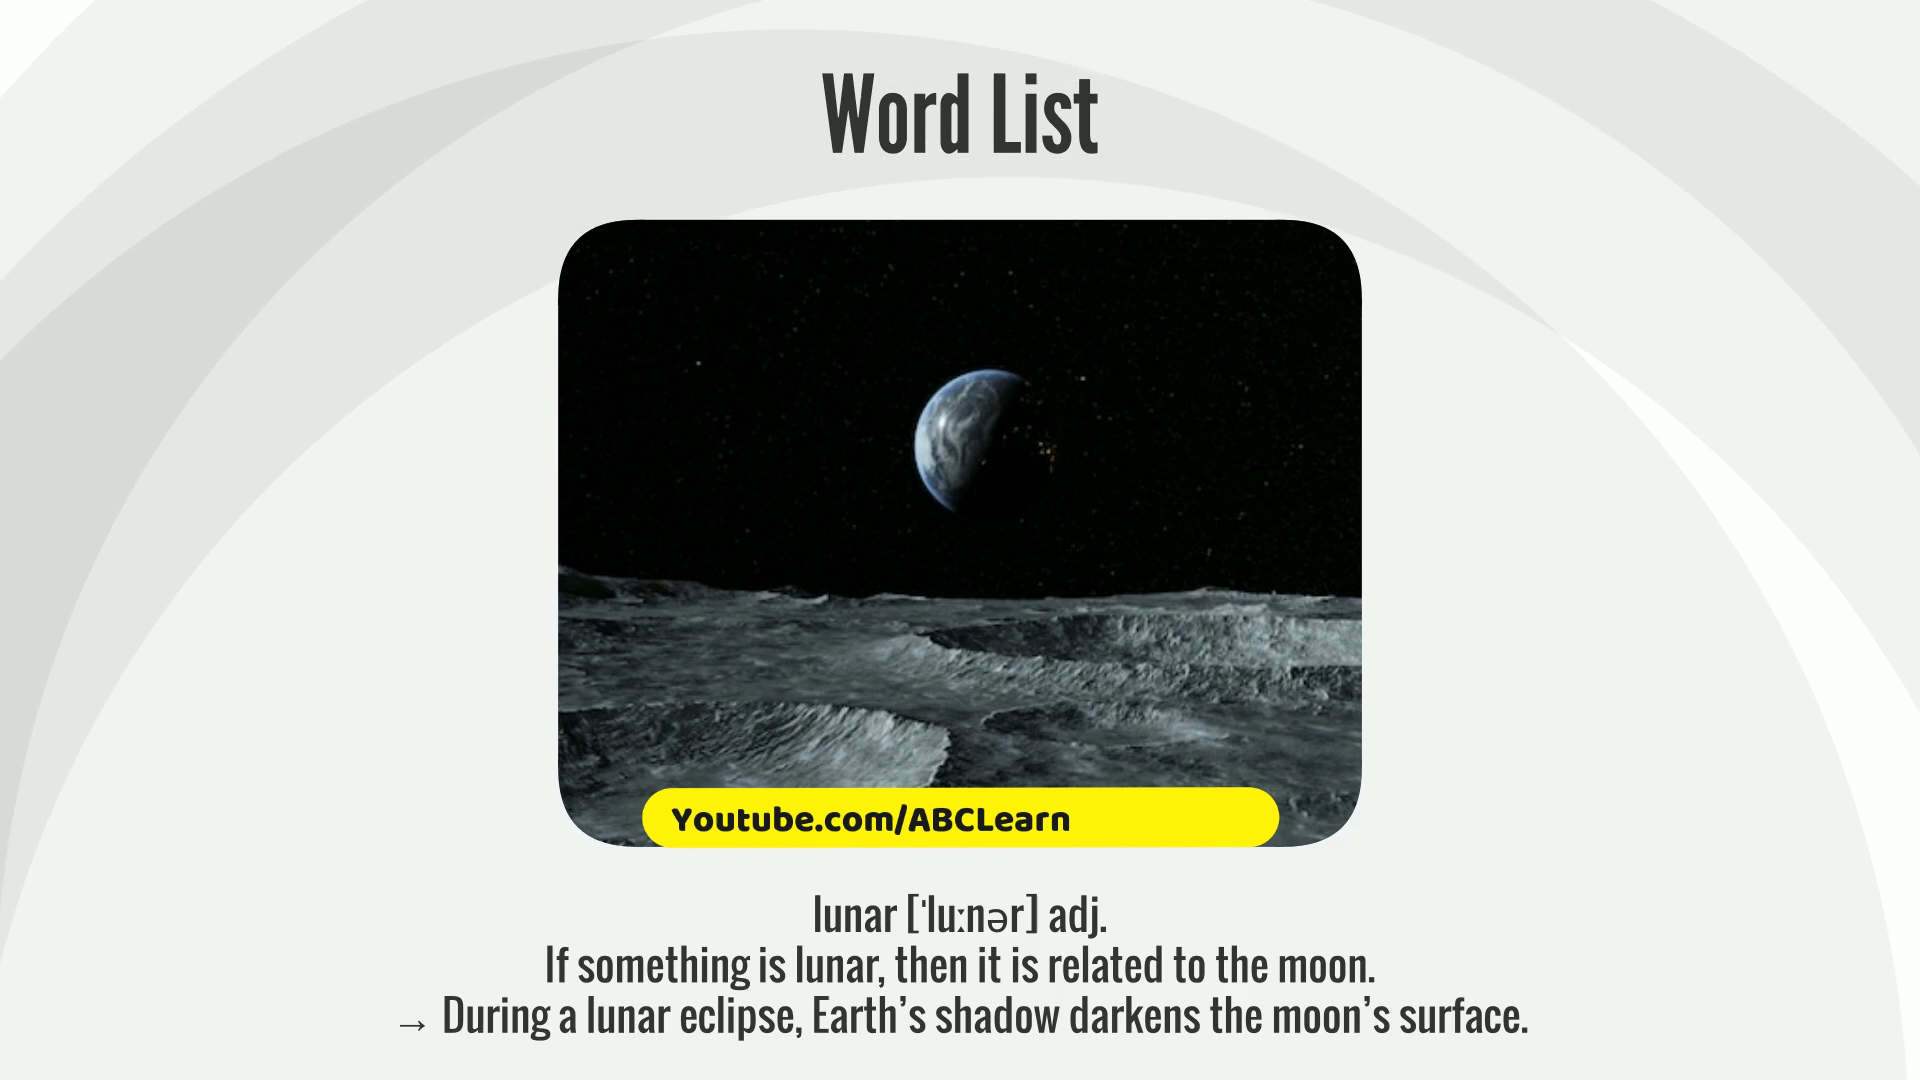 Word List
Youtube.com/ABCLearn
lunar [ˈluːnər] adj.
If something is lunar, then it is related to the moon.
→ During a lunar eclipse, Earth’s shadow darkens the moon’s surface.